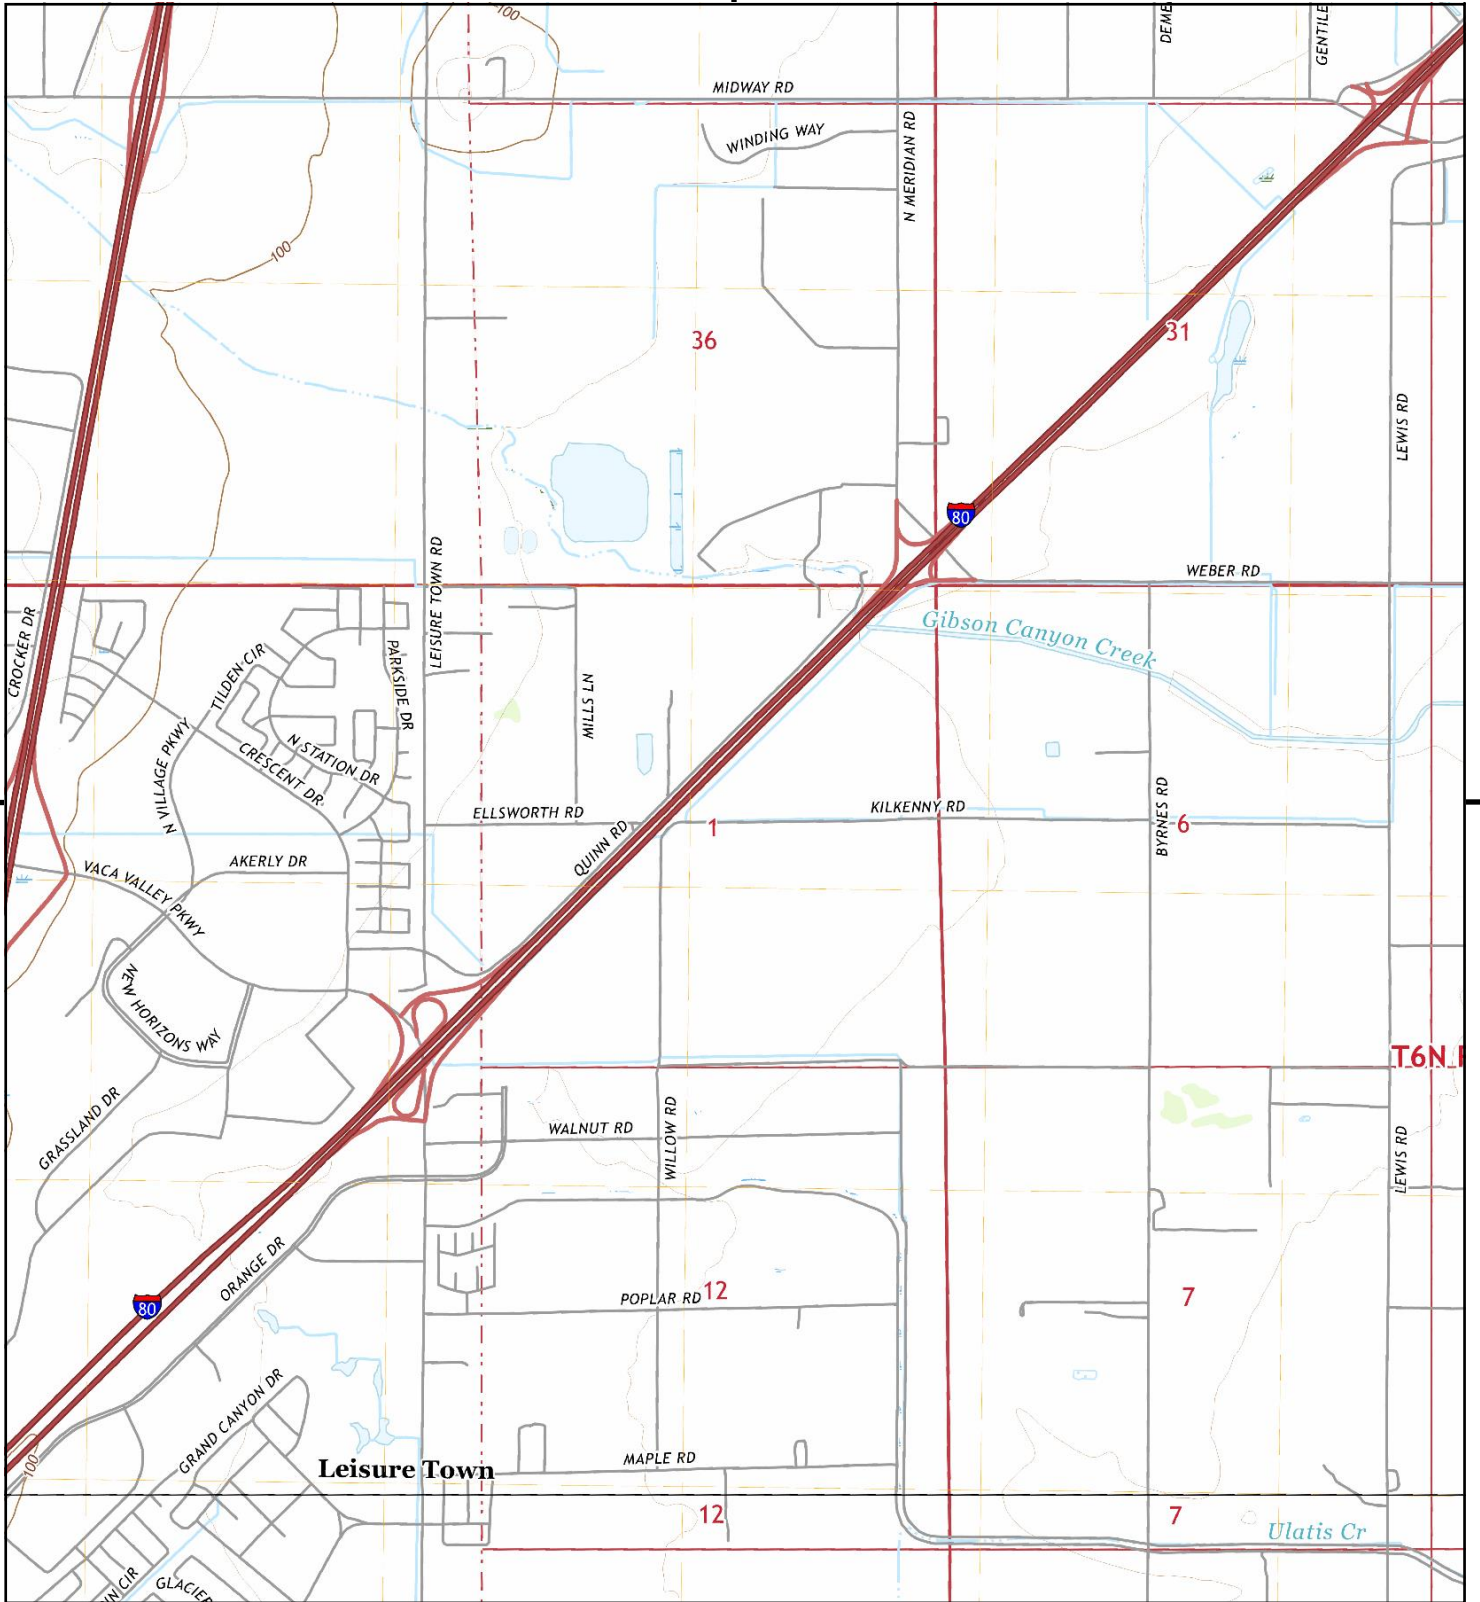 100
DEME
GENTILE
MIDWAY RD
WINDING WAY
N MERIDIAN RD
100
36
31
LEWIS RD
80
LEISURE TOWN RD
WEBER RD
CROCKER DR
Gibson Canyon Creek
TILDEN CIR
PARKSIDE DR
MILLS LN
N VILLAGE PKWY
N STATION DR
CRESCENT DR
ELLSWORTH RD
KILKENNY RD
BYRNES RD
1
6
QUINN RD
AKERLY DR
VACA VALLEY PKWY
NEW HORIZONS WAY
T6N
GRASSLAND DR
WALNUT RD
WILLOW RD
LEWIS RD
ORANGE DR
80
POPLAR RD
12
7
GRAND CANYON DR
100
Leisure Town
MAPLE RD
12
7
Ulatis Cr
IN CIR
GLACIER